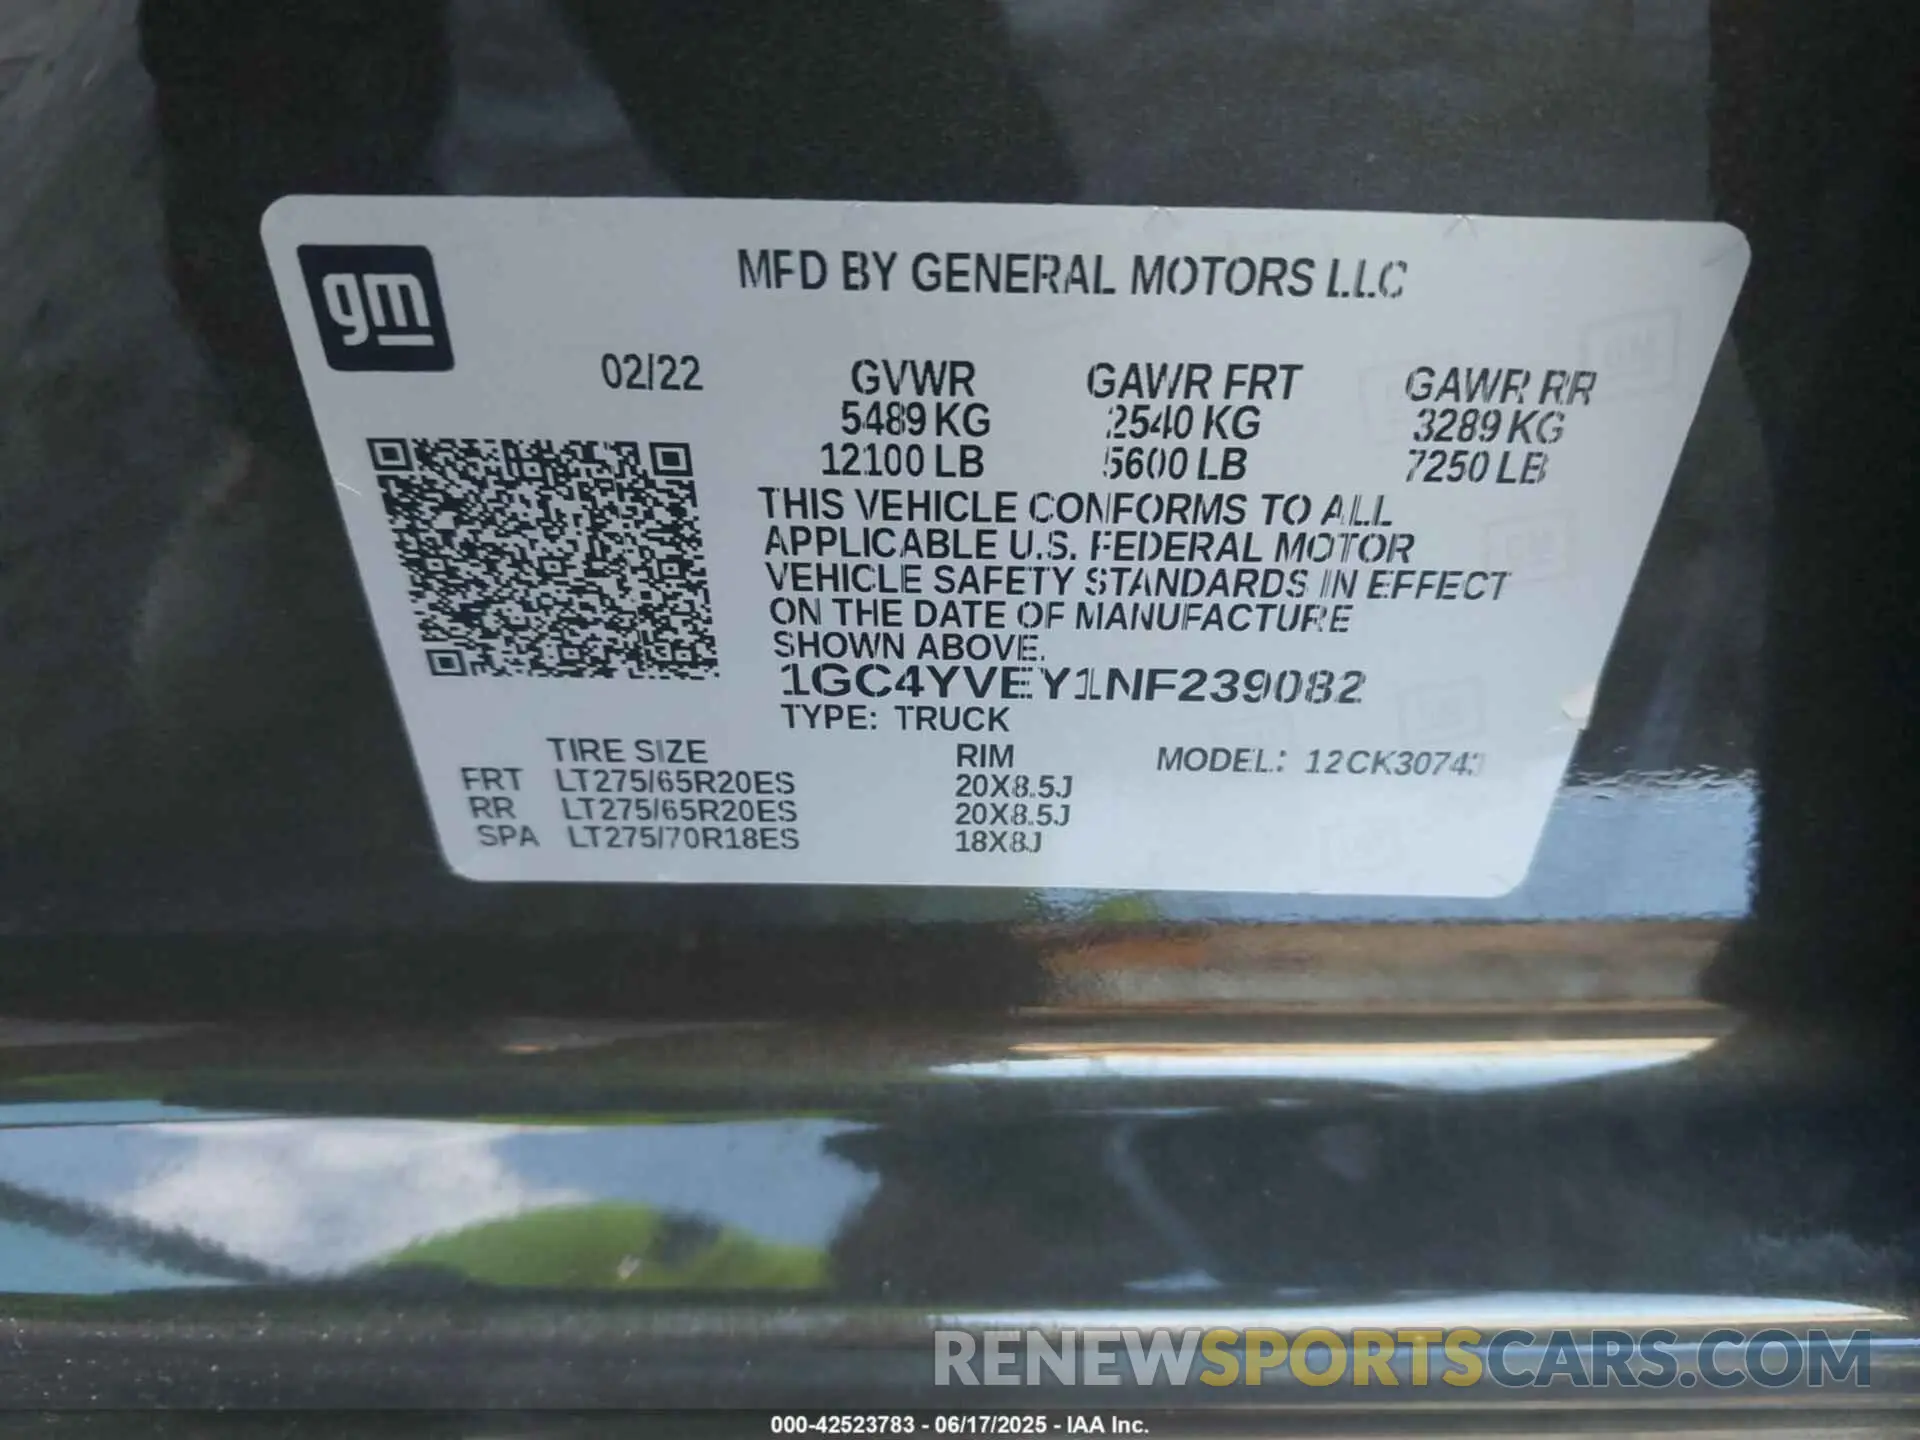 gm
MFD BY GENERAL MOTORS LLC
02/22 GVWR GAWR FRT GAWR RR
5489 KG 2540 KG 3289 KG
12100 LB 5600 LB 7250 LB
THIS VEHICLE CONFORMS TO ALL
APPLICABLE U.S. FEDERAL MOTOR
VEHICLE SAFETY STANDARDS IN EFFECT
ON THE DATE OF MANUFACTURE
SHOWN ABOVE.
1GC4YVEY1NF239082
TYPE: TRUCK
TIRE SIZE RIM MODEL:
FRT LT275/65R20ES 20X8.5J
RR LT275/65R20ES 20X8.5J
SPA LT275/70R18ES 18X8J
RENEWSPORTSCARS.COM
000-42523783 - 06/17/2025 - IAA Inc.